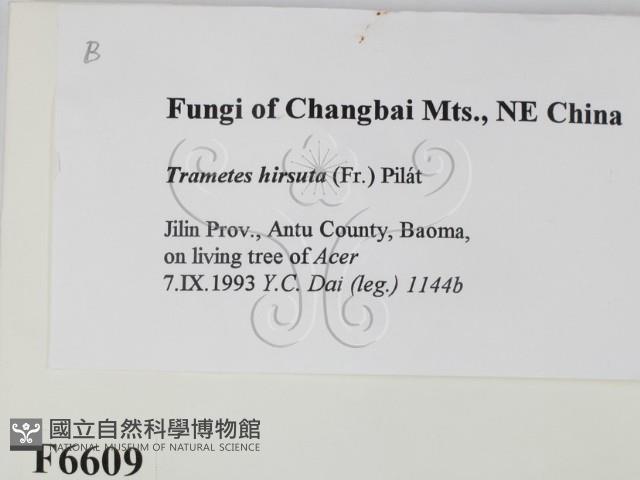 B
Fungi of Changbai Mts., NE China
Trametes hirsuta (Fr.) Pilát
Jilin Prov., Antu County, Baoma,
on living tree of Acer
7.IX.1993 Y.C. Dai (leg.) 1144b
國立自然科學博物館
NATIONAL MUSEUM OF NATURAL SCIENCE
F6609